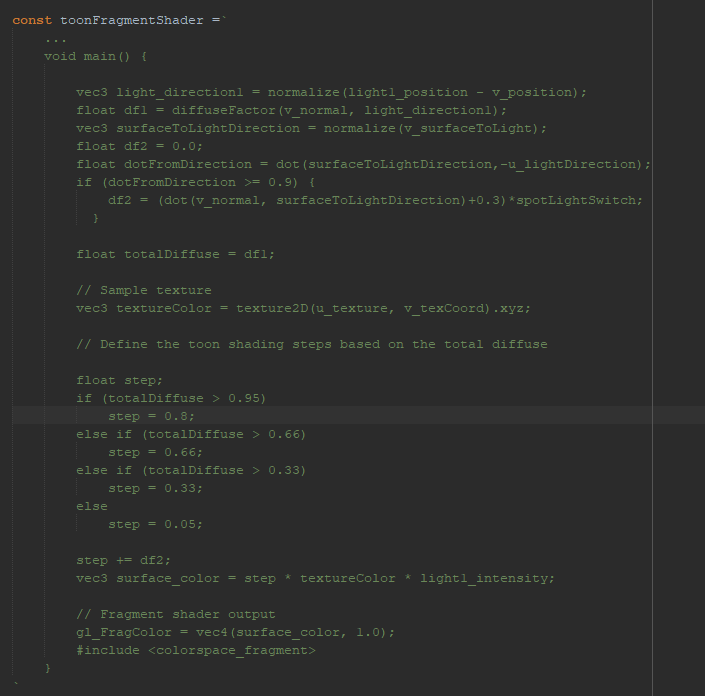 const toonFragmentShader =`
...
void main() {
vec3 light_direction1 = normalize(light1_position - v_position);
float df1 = diffuseFactor(v_normal, light_direction1);
vec3 surfaceToLightDirection = normalize(v_surfaceToLight);
float df2 = 0.0;
float dotFromDirection = dot(surfaceToLightDirection,-u_lightDirection);
if (dotFromDirection >= 0.9) {
df2 = (dot(v_normal, surfaceToLightDirection)+0.3)*spotLightSwitch;
}
float totalDiffuse = df1;
// Sample texture
vec3 textureColor = texture2D(u_texture, v_texCoord).xyz;
// Define the toon shading steps based on the total diffuse
float step;
if (totalDiffuse > 0.95)
step = 0.8;
else if (totalDiffuse > 0.66)
step = 0.66;
else if (totalDiffuse > 0.33)
step = 0.33;
else
step = 0.05;
step += df2;
vec3 surface_color = step * textureColor * light1_intensity;
// Fragment shader output
gl_FragColor = vec4(surface_color, 1.0);
#include <colorspace_fragment>
}
`